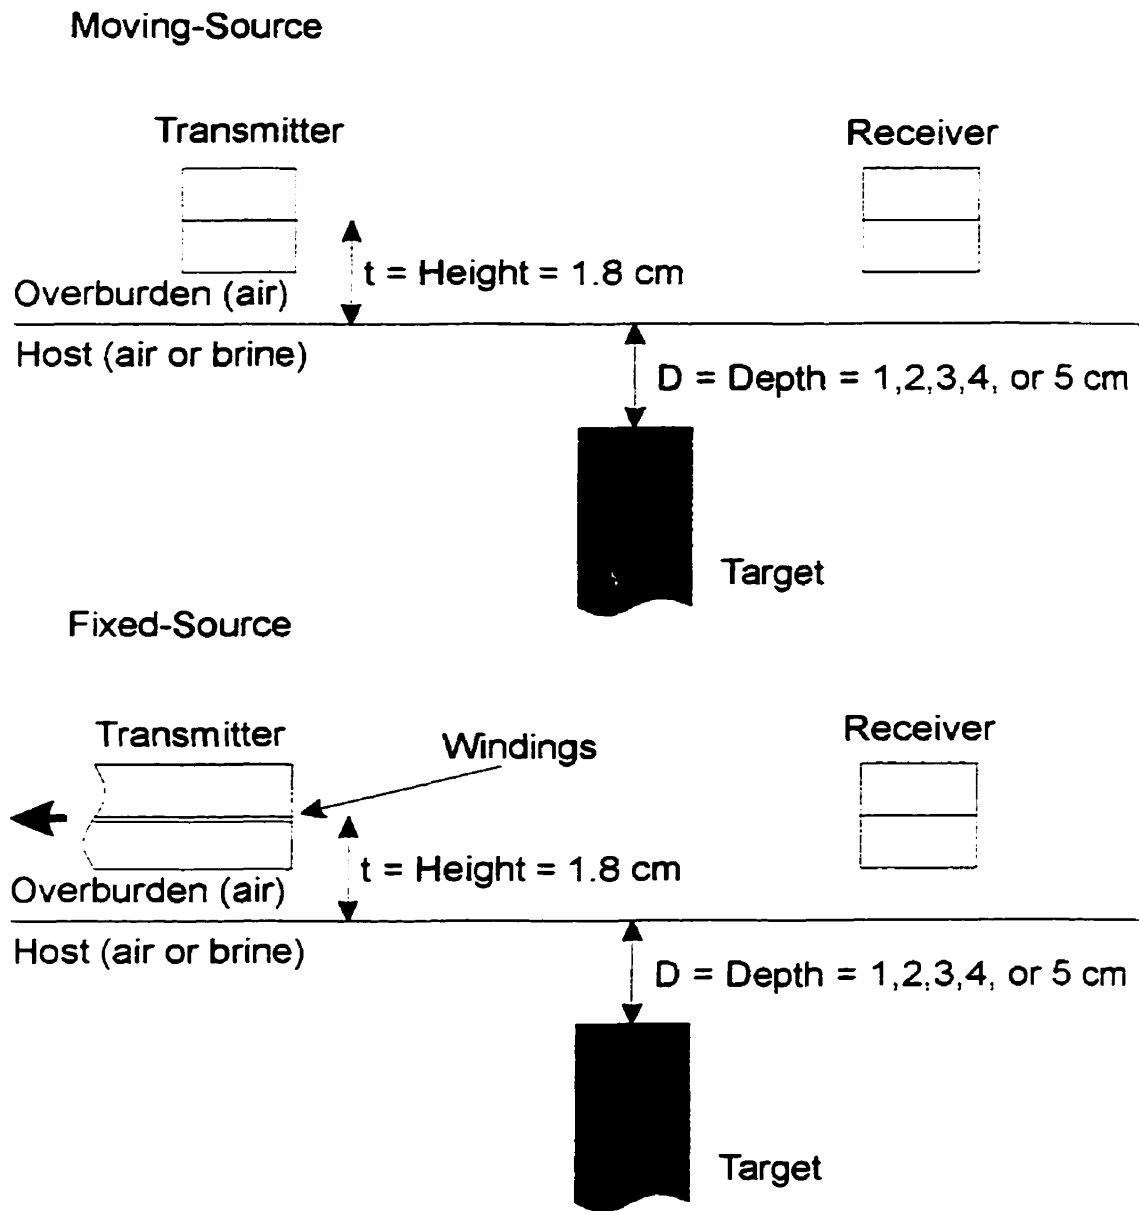 Moving-Source
Transmitter
Receiver
t = Height = 1.8 cm
Overburden (air)
Host (air or brine)
D = Depth = 1,2,3,4, or 5 cm
Target
Fixed-Source
Transmitter
Windings
Receiver
t = Height = 1.8 cm
Overburden (air)
Host (air or brine)
D = Depth = 1,2,3,4, or 5 cm
Target